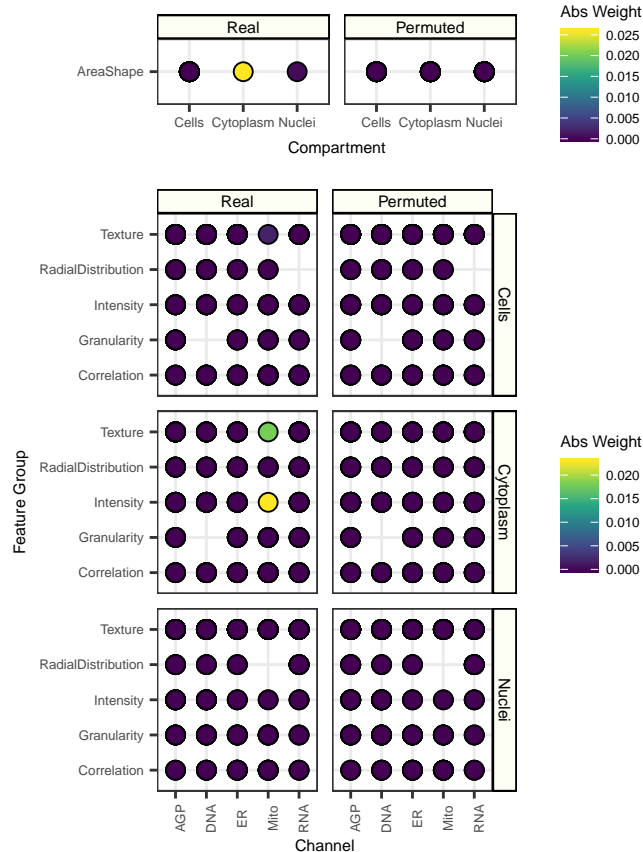 Real Permuted
AreaShape
Cells Cytoplasm Nuclei Cells Cytoplasm Nuclei
Compartment
Abs Weight
0.025
0.020
0.015
0.010
0.005
0.000
Real Permuted
Feature Group
Texture
RadialDistribution
Intensity
Granularity
Correlation
Cells
Texture
RadialDistribution
Intensity
Granularity
Correlation
Cytoplasm
Texture
RadialDistribution
Intensity
Granularity
Correlation
Nuclei
AGP DNA ER Mito RNA AGP DNA ER Mito RNA
Channel
Abs Weight
0.020
0.015
0.010
0.005
0.000